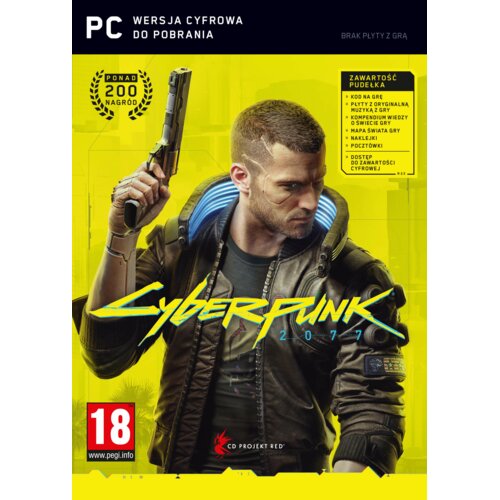 PC
WERSJA CYFROWA
DO POBRANIA
BRAK PŁYTY Z GRĄ
PONAD
200
NAGRÓD
ZAWARTOŚĆ
PUDEŁKA
KOD NA GRĘ
PŁYTY Z ORYGINALNĄ
MUZYKĄ Z GRY
KOMPENDIUM WIEDZY
O ŚWIECIE GRY
MAPA ŚWIATA GRY
NAKLEJKI
POCZTÓWKI
DOSTĘP
DO ZAWARTOŚCI
CYFROWEJ
CYBERPUNK
2077
18
www.pegi.info
CD PROJEKT RED